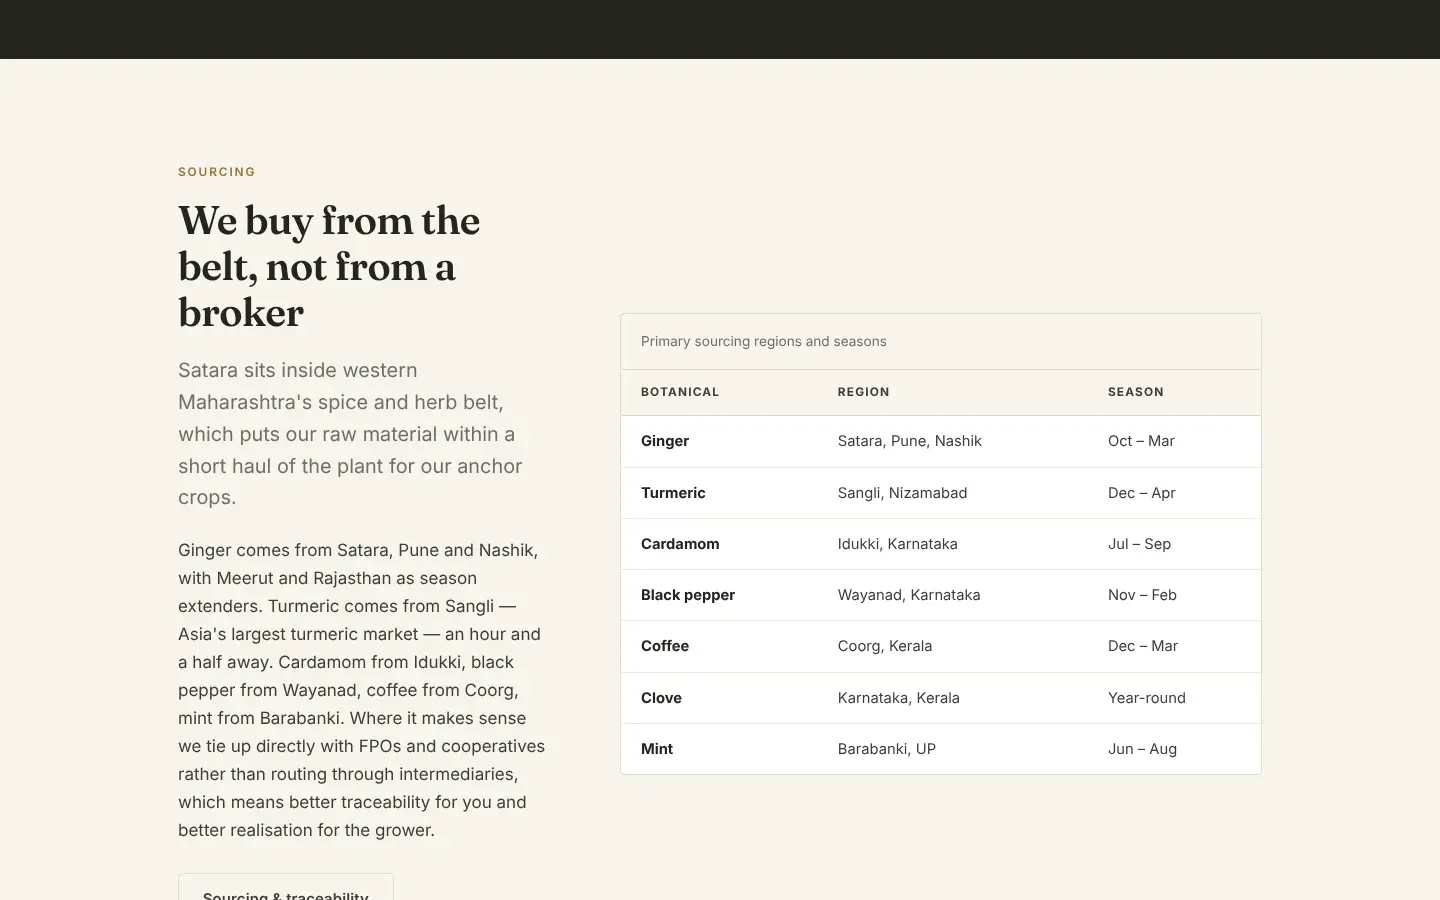 SOURCING
We buy from the
belt, not from a
broker
Satara sits inside western
Maharashtra's spice and herb belt,
which puts our raw material within a
short haul of the plant for our anchor
crops.
Ginger comes from Satara, Pune and Nashik,
with Meerut and Rajasthan as season
extenders. Turmeric comes from Sangli —
Asia's largest turmeric market — an hour and
a half away. Cardamom from Idukki, black
pepper from Wayanad, coffee from Coorg,
mint from Barabanki. Where it makes sense
we tie up directly with FPOs and cooperatives
rather than routing through intermediaries,
which means better traceability for you and
better realisation for the grower.
Sourcing & traceability
Primary sourcing regions and seasons
BOTANICAL REGION SEASON
Ginger Satara, Pune, Nashik Oct – Mar
Turmeric Sangli, Nizamabad Dec – Apr
Cardamom Idukki, Karnataka Jul – Sep
Black pepper Wayanad, Karnataka Nov – Feb
Coffee Coorg, Kerala Dec – Mar
Clove Karnataka, Kerala Year-round
Mint Barabanki, UP Jun – Aug